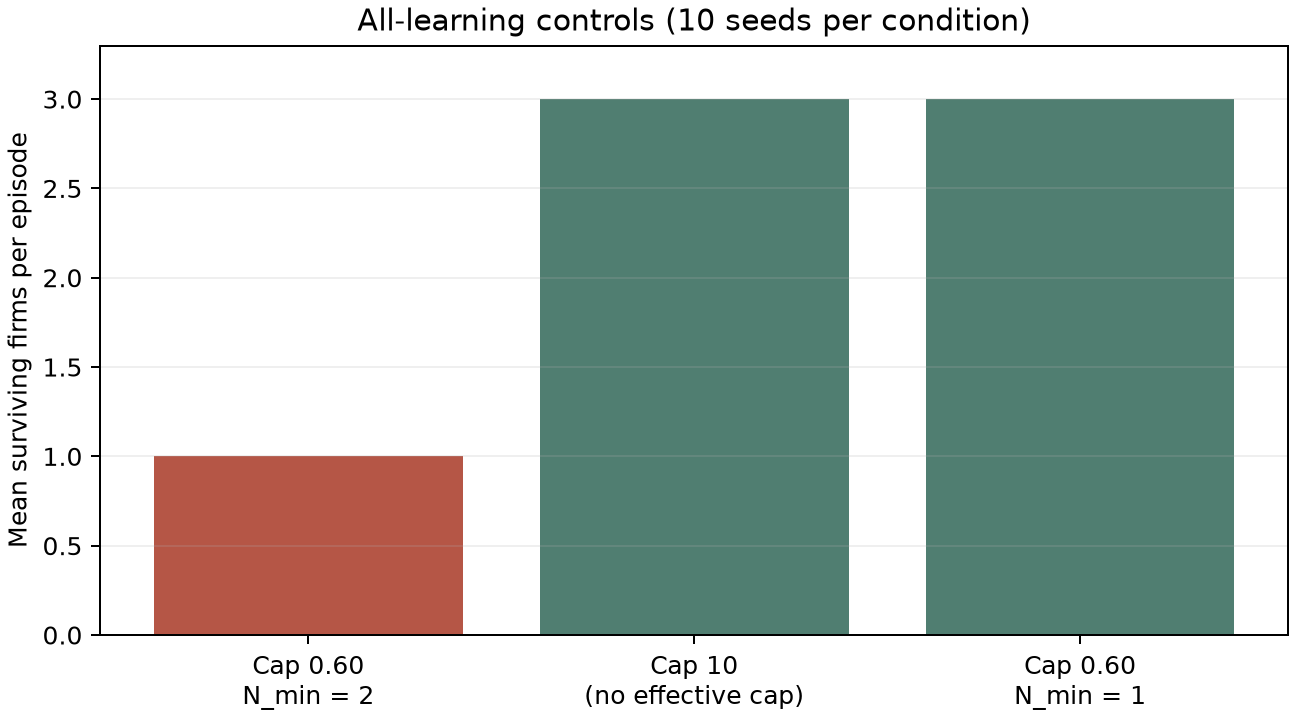 All-learning controls (10 seeds per condition)
Mean surviving firms per episode
3.0
2.5
2.0
1.5
1.0
0.5
0.0
Cap 0.60
N_min = 2
Cap 10
(no effective cap)
Cap 0.60
N_min = 1